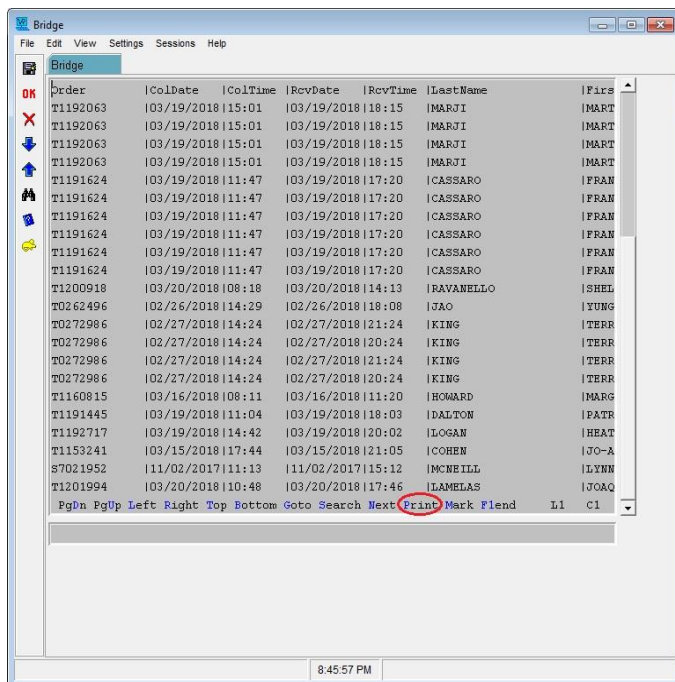 Bridge
File Edit View Settings Sessions Help
Bridge
OK
Order |ColDate |ColTime |RcvDate |RcvTime |LastName |Firs
T1192063 |03/19/2018|15:01 |03/19/2018|18:15 |MARJI |MART
T1192063 |03/19/2018|15:01 |03/19/2018|18:15 |MARJI |MART
T1192063 |03/19/2018|15:01 |03/19/2018|18:15 |MARJI |MART
T1192063 |03/19/2018|15:01 |03/19/2018|18:15 |MARJI |MART
T1191624 |03/19/2018|11:47 |03/19/2018|17:20 |CASSARO |FRAN
T1191624 |03/19/2018|11:47 |03/19/2018|17:20 |CASSARO |FRAN
T1191624 |03/19/2018|11:47 |03/19/2018|17:20 |CASSARO |FRAN
T1191624 |03/19/2018|11:47 |03/19/2018|17:20 |CASSARO |FRAN
T1191624 |03/19/2018|11:47 |03/19/2018|17:20 |CASSARO |FRAN
T1200918 |03/20/2018|08:18 |03/20/2018|14:13 |RAVANELLO |SHEL
T0262496 |02/26/2018|14:29 |02/26/2018|18:08 |JAO |YUNG
T0272986 |02/27/2018|14:24 |02/27/2018|21:24 |KING |TERR
T0272986 |02/27/2018|14:24 |02/27/2018|20:24 |KING |TERR
T0272986 |02/27/2018|14:24 |02/27/2018|21:24 |KING |TERR
T0272986 |02/27/2018|14:24 |02/27/2018|20:24 |KING |TERR
T1160815 |03/16/2018|08:11 |03/16/2018|11:20 |HOWARD |MARG
T1191445 |03/19/2018|11:04 |03/19/2018|18:03 |DALTON |PATR
T1192717 |03/19/2018|14:42 |03/19/2018|20:02 |LOGAN |HEAT
T1153241 |03/15/2018|17:44 |03/15/2018|21:05 |COHEN |JO-A
S7021952 |11/02/2017|11:13 |11/02/2017|15:12 |MCNEILL |LYNN
T1201994 |03/20/2018|10:48 |03/20/2018|17:46 |LAMELAS |JOAQ
PgDn PgUp Left Right Top Bottom Goto Search Next Print Mark Flend L1 C1
8:45:57 PM